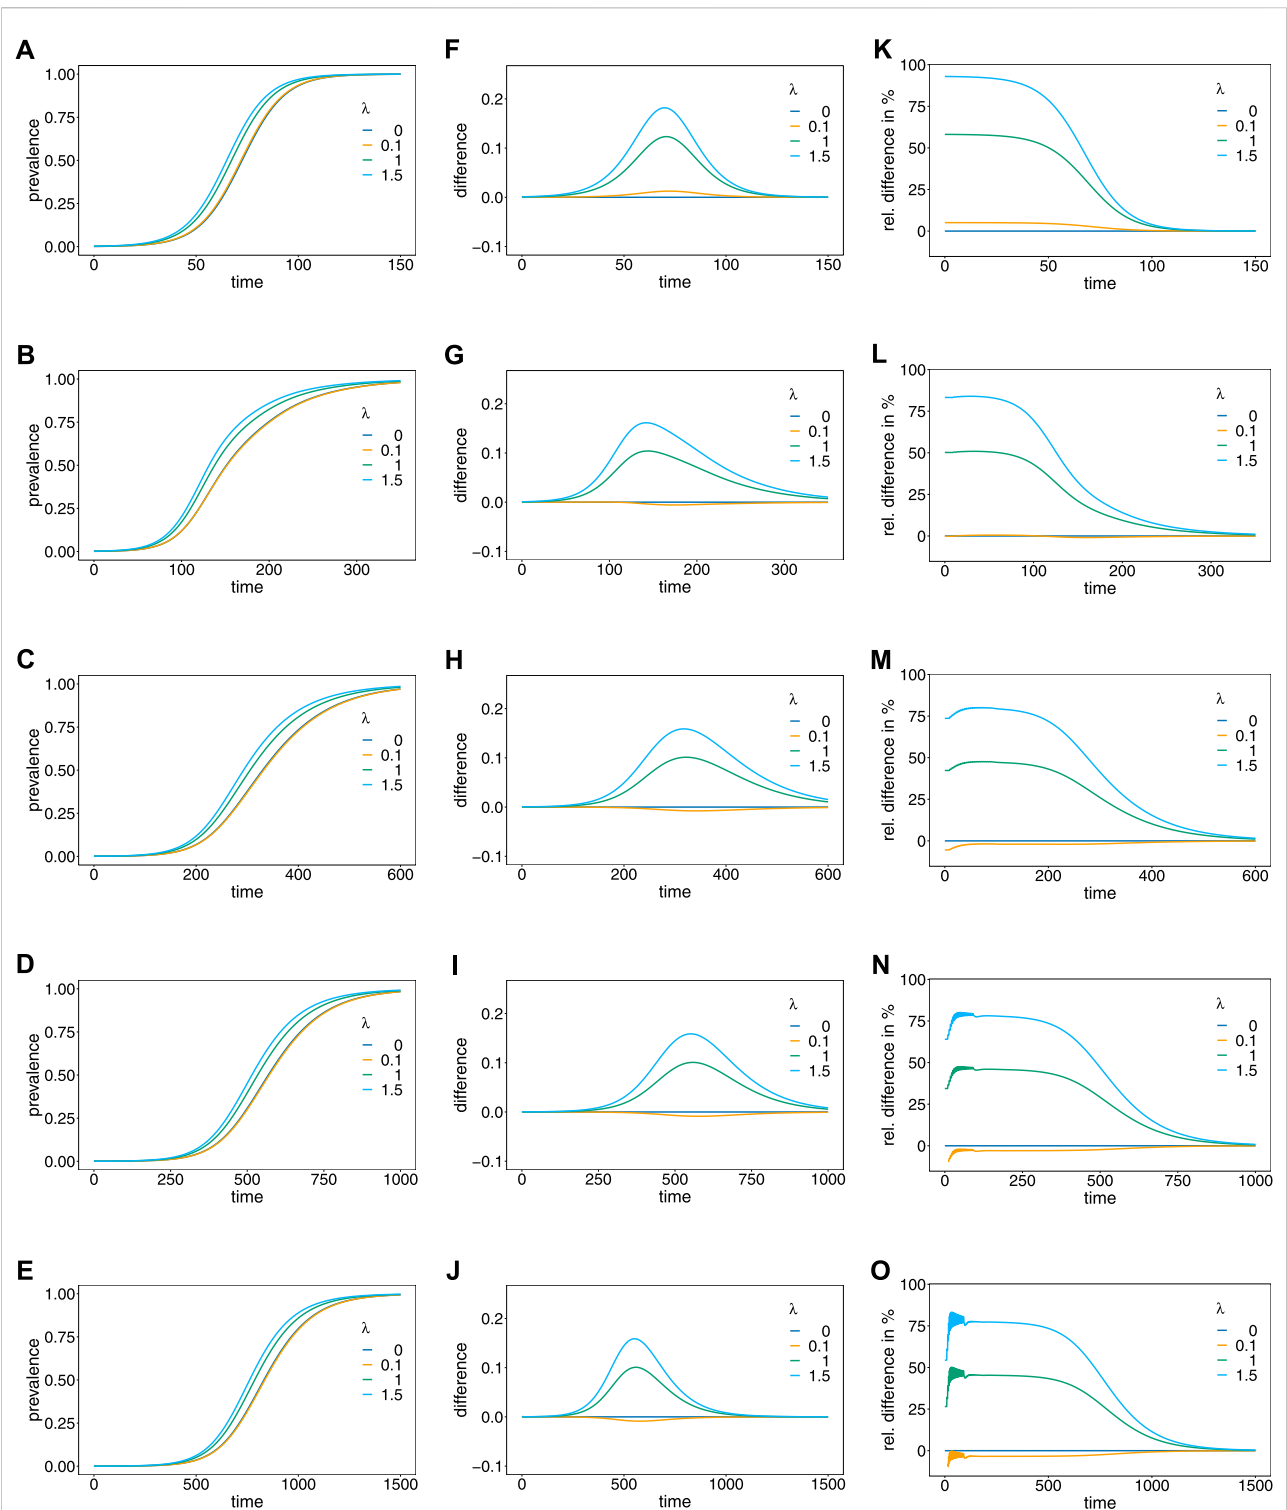 A
prevalence
1.00
0.75
0.50
0.25
0.00
λ
0
0.1
1
1.5
0 50 100 150
time
F
difference
0.2
0.1
0.0
−0.1
λ
0
0.1
1
1.5
0 50 100 150
time
K
rel. difference in %
100
75
50
25
0
λ
0
0.1
1
1.5
0 50 100 150
time
B
prevalence
1.00
0.75
0.50
0.25
0.00
λ
0
0.1
1
1.5
0 100 200 300
time
G
difference
0.2
0.1
0.0
−0.1
λ
0
0.1
1
1.5
0 100 200 300
time
L
rel. difference in %
100
75
50
25
0
λ
0
0.1
1
1.5
0 100 200 300
time
C
prevalence
1.00
0.75
0.50
0.25
0.00
λ
0
0.1
1
1.5
0 200 400 600
time
H
difference
0.2
0.1
0.0
−0.1
λ
0
0.1
1
1.5
0 200 400 600
time
M
rel. difference in %
100
75
50
25
0
λ
0
0.1
1
1.5
0 200 400 600
time
D
prevalence
1.00
0.75
0.50
0.25
0.00
λ
0
0.1
1
1.5
0 250 500 750 1000
time
I
difference
0.2
0.1
0.0
−0.1
λ
0
0.1
1
1.5
0 250 500 750 1000
time
N
rel. difference in %
100
75
50
25
0
λ
0
0.1
1
1.5
0 250 500 750 1000
time
E
prevalence
1.00
0.75
0.50
0.25
0.00
λ
0
0.1
1
1.5
0 500 1000 1500
time
J
difference
0.2
0.1
0.0
−0.1
λ
0
0.1
1
1.5
0 500 1000 1500
time
O
rel. difference in %
100
75
50
25
0
λ
0
0.1
1
1.5
0 500 1000 1500
time